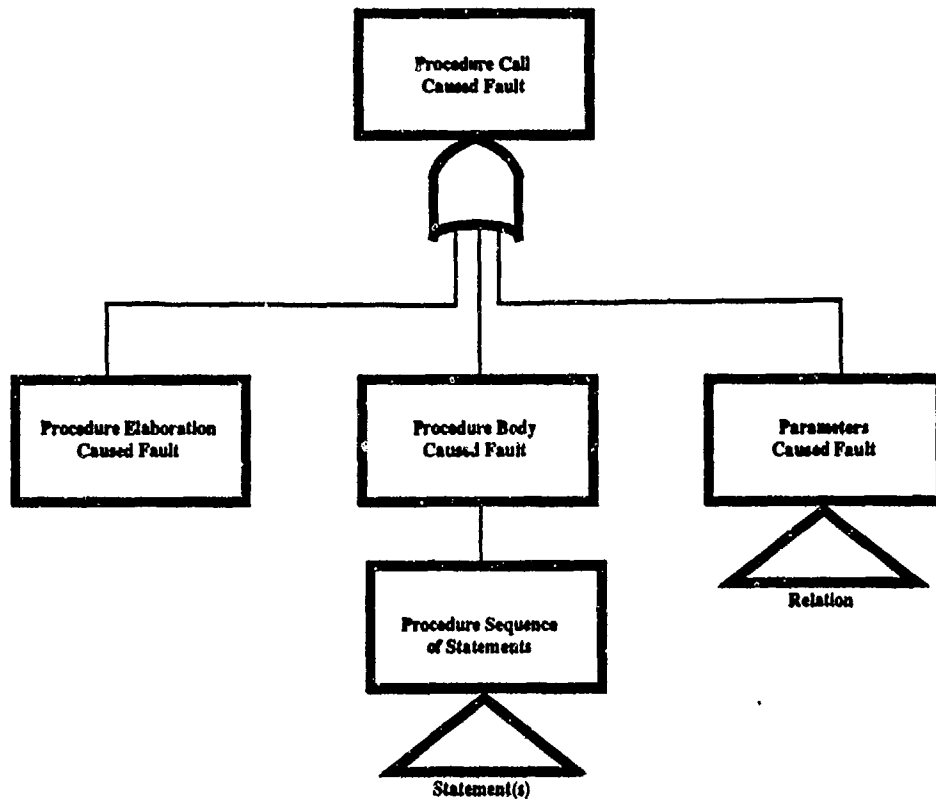 Procedure Call
Caused Fault
Procedure Elaboration
Caused Fault
Procedure Body
Caused Fault
Parameters
Caused Fault
Procedure Sequence
of Statements
Relation
Statement(s)